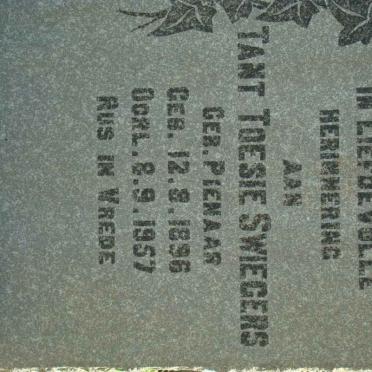 IN LIEFDEVOLLE
HERINNERING
AAN
TANT TOESIE SWIEGERS
GEB. PIENAAR
GEB. 12.8.1896
OORL. 8.9.1957
RUS IN VREDE